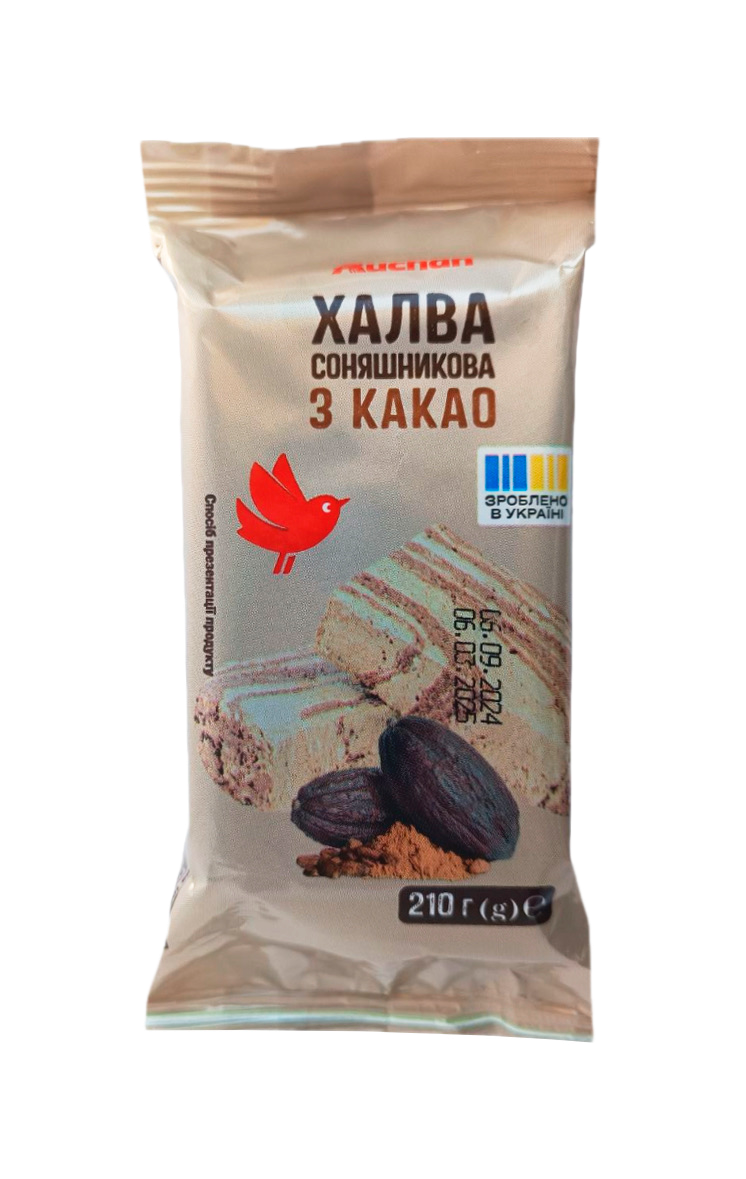 Auchan
ХАЛВА
СОНЯШНИКОВА
З КАКАО
ЗРОБЛЕНО
В УКРАЇНІ
Спосіб презентації продукту
06.09.2024
06.03.2025
210 г (g) e